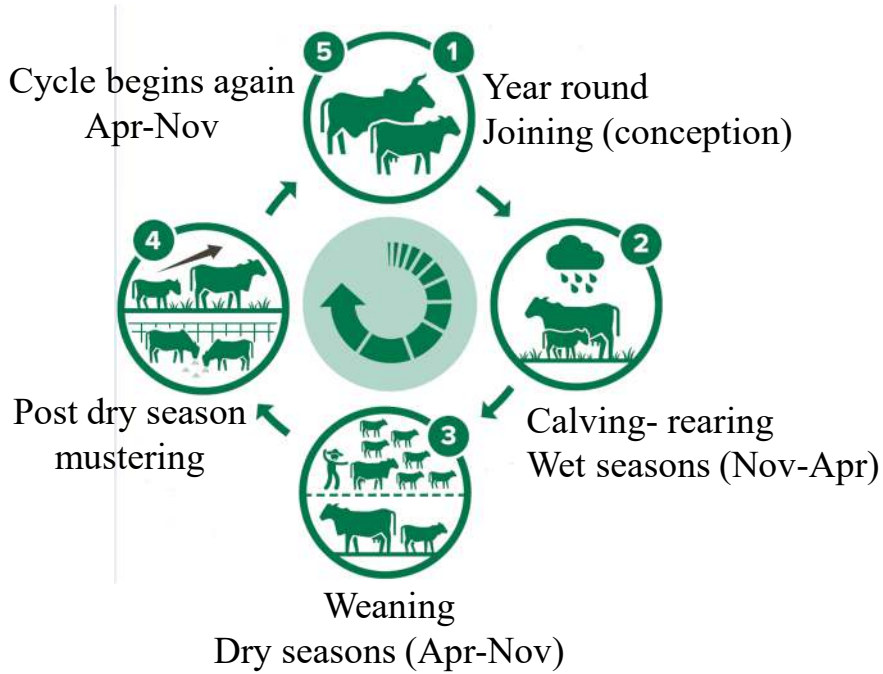 5
1
Cycle begins again
Apr-Nov
Year round
Joining (conception)
4
2
Post dry season
mustering
Calving- rearing
Wet seasons (Nov-Apr)
3
Weaning
Dry seasons (Apr-Nov)